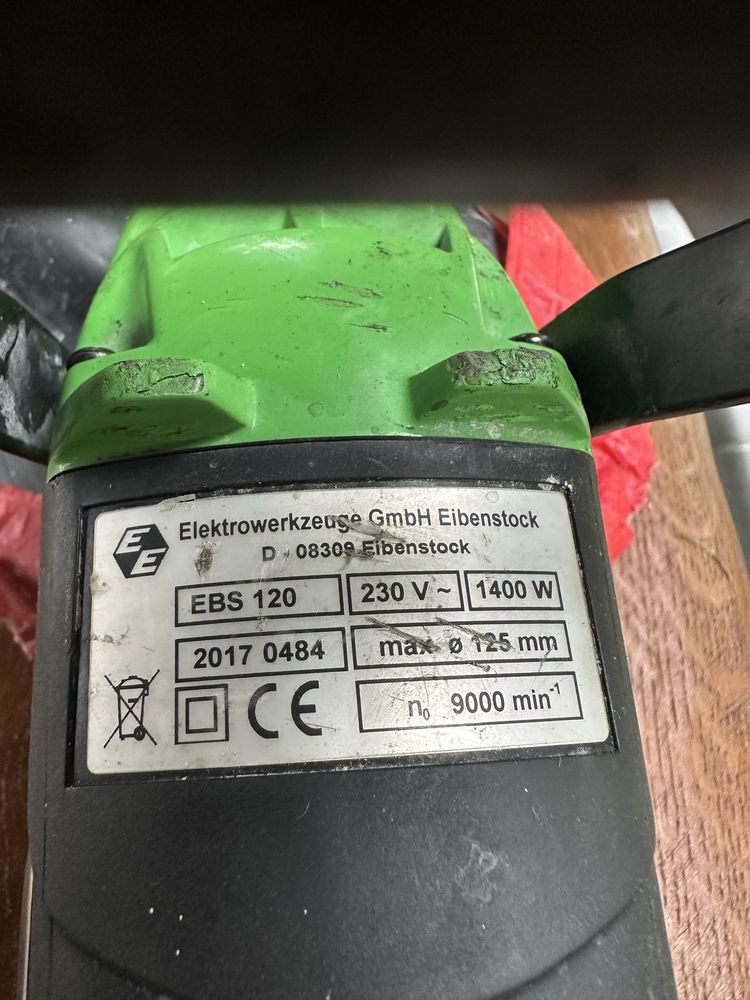 EE
Elektrowerkzeuge GmbH Eibenstock
D - 08309 Eibenstock
EBS 120
230 V ~
1400 W
2017 0484
max ø 125 mm
CE
n₀ 9000 min⁻¹